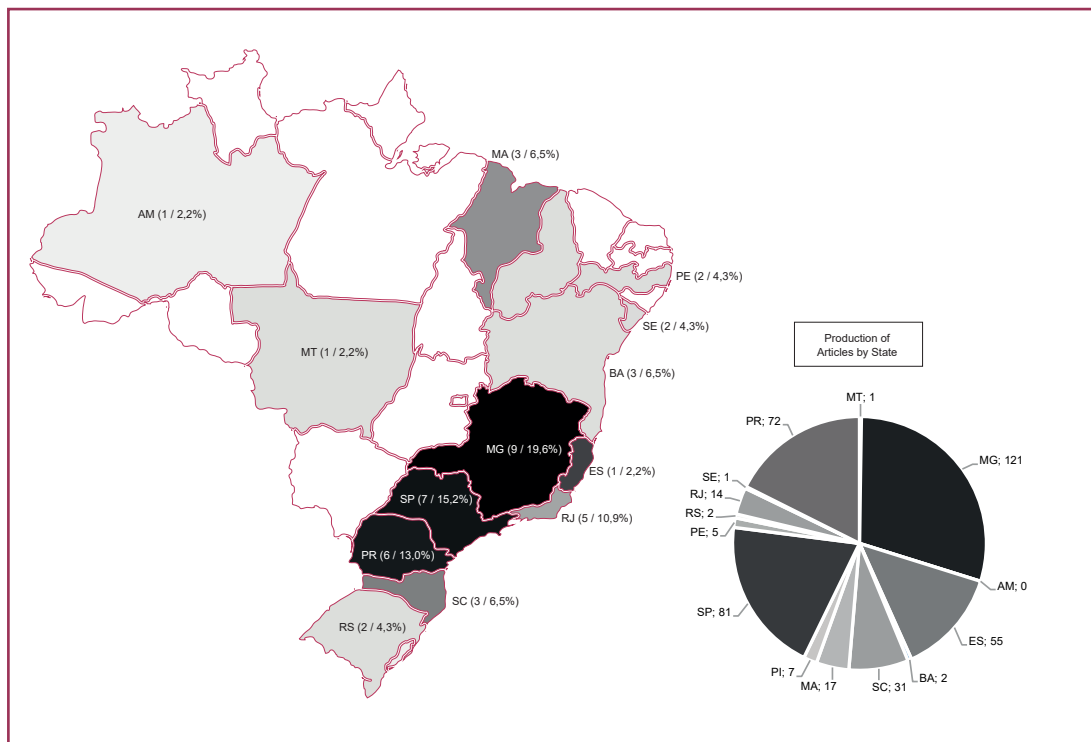 MA (3 / 6,5%)
AM (1 / 2,2%)
PE (2 / 4,3%)
SE (2 / 4,3%)
MT (1 / 2,2%)
BA (3 / 6,5%)
MG (9 / 19,6%)
ES (1 / 2,2%)
SP (7 / 15,2%)
RJ (5 / 10,9%)
PR (6 / 13,0%)
SC (3 / 6,5%)
RS (2 / 4,3%)
Production of
Articles by State
MT; 1
PR; 72
MG; 121
SE; 1
RJ; 14
RS; 2
PE; 5
AM; 0
SP; 81
ES; 55
PI; 7
BA; 2
MA; 17
SC; 31